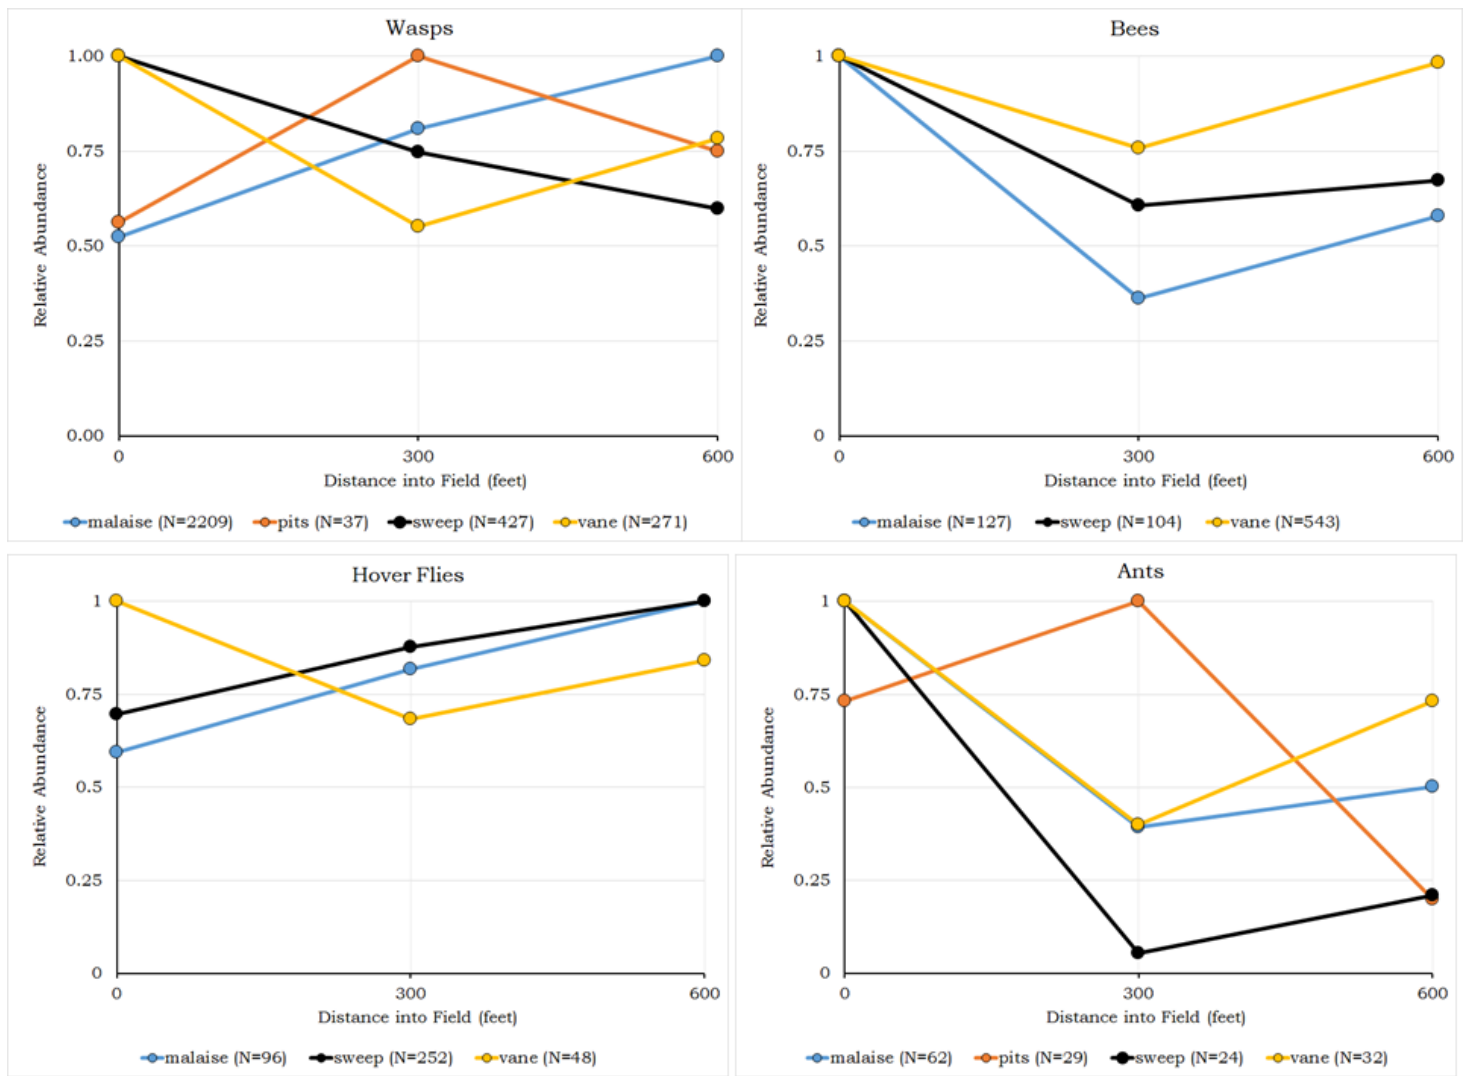 Wasps
1.00
0.75
0.50
0.25
0.00
Relative Abundance
0 300 600
Distance into Field (feet)
malaise (N=2209) pits (N=37) sweep (N=427) vane (N=271)
Bees
1
0.75
0.5
0.25
0
Relative Abundance
0 300 600
Distance into Field (feet)
malaise (N=127) sweep (N=104) vane (N=543)
Hover Flies
1
0.75
0.5
0.25
0
Relative Abundance
0 300 600
Distance into Field (feet)
malaise (N=96) sweep (N=252) vane (N=48)
Ants
1
0.75
0.5
0.25
0
Relative Abundance
0 300 600
Distance into Field (feet)
malaise (N=62) pits (N=29) sweep (N=24) vane (N=32)